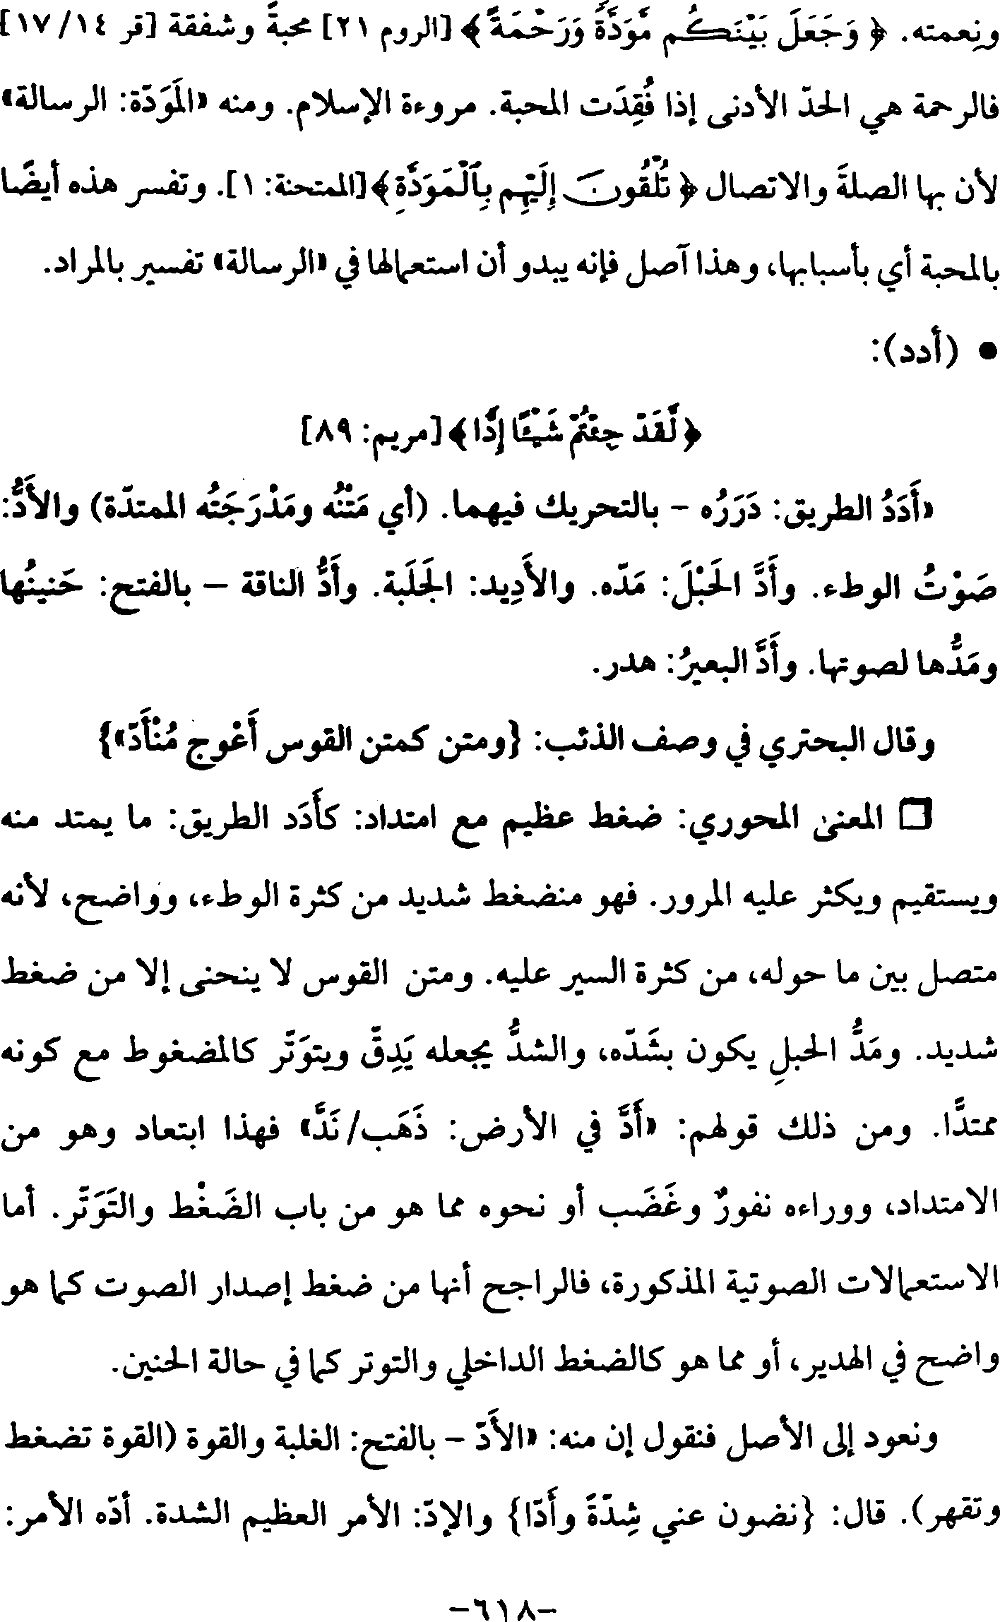 ونِعمته. ﴿ وَجَعَلَ بَيْنَكُم مَّوَدَّةً وَرَحْمَةً ﴾ [الروم ٢١] محبةً وشفقة [قر ١٧/١٤]
فالرحمة هي الحدّ الأدنى إذا فُقِدَت المحبة. مروءة الإسلام. ومنه «المَوَدّة: الرسالة»
لأن بها الصلةَ والاتصال ﴿ تُلْقُونَ إِلَيْهِم بِٱلْمَوَدَّةِ ﴾[الممتحنة: ١]. وتفسر هذه أيضًا
بالمحبة أي بأسبابها، وهذا آصل فإنه يبدو أن استعمالها في «الرسالة» تفسير بالمراد.
• (أدد):
﴿ لَّقَدْ جِئْتُمْ شَيْئًا إِدًّا ﴾ [مريم: ٨٩]
«أَدَدُ الطريق: دَرَرُه – بالتحريك فيهما. (أي مَتْنُه ومَدْرَجَتُه الممتدّة) والأَدُّ:
صَوْتُ الوطء. وأَدَّ الحَبْلَ: مَدّه. والأَدِيد: الجَلَبة. وأَدُّ الناقة – بالفتح: حَنينُها
ومَدُّها لصوتها. وأَدَّ البعيرُ: هدر.
وقال البحتري في وصف الذئب: {ومتن كمتن القوس أَعْوج مُنْأَدّ»}
□ المعنى المحوري: ضغط عظيم مع امتداد: كأَدَد الطريق: ما يمتد منه
ويستقيم ويكثر عليه المرور. فهو منضغط شديد من كثرة الوطء، وواضح، لأنه
متصل بين ما حوله، من كثرة السير عليه. ومتن القوس لا ينحنى إلا من ضغط
شديد. ومَدُّ الحبلِ يكون بشَدّه، والشدُّ يجعله يَدِقّ ويتوَتّر كالمضغوط مع كونه
ممتدًّا. ومن ذلك قولهم: «أَدَّ في الأرض: ذَهَب/نَدَّ» فهذا ابتعاد وهو من
الامتداد، ووراءه نفورٌ وغَضَب أو نحوه مما هو من باب الضَغْط والتَوَتّر. أما
الاستعمالات الصوتية المذكورة، فالراجح أنها من ضغط إصدار الصوت كما هو
واضح في الهدير، أو مما هو كالضغط الداخلي والتوتر كما في حالة الحنين.
ونعود إلى الأصل فنقول إن منه: «الأَدّ – بالفتح: الغلبة والقوة (القوة تضغط
وتقهر). قال: {نضون عني شِدّةً وأَدّا} والإدّ: الأمر العظيم الشدة. أدّه الأمر:
-٦١٨-